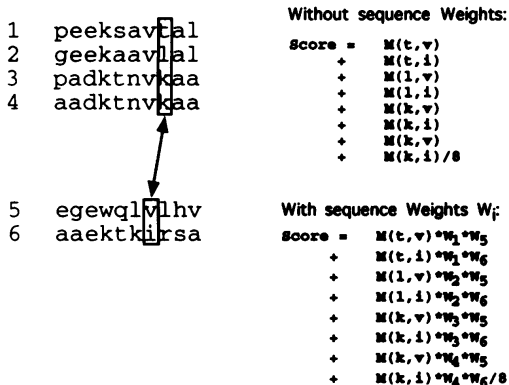 1 peeksavtal
2 geekaavlal
3 padktnvkaa
4 aadktnvkaa
5 egewqlvlhv
6 aaektkirsa
Without sequence Weights:
Score = M(t,v)
+ M(t,i)
+ M(l,v)
+ M(l,i)
+ M(k,v)
+ M(k,i)
+ M(k,v)
+ M(k,i)/8
With sequence Weights Wi:
Score = M(t,v)*W1*W5
+ M(t,i)*W1*W6
+ M(l,v)*W2*W5
+ M(l,i)*W2*W6
+ M(k,v)*W3*W5
+ M(k,i)*W3*W6
+ M(k,v)*W4*W5
+ M(k,i)*W4*W6/8